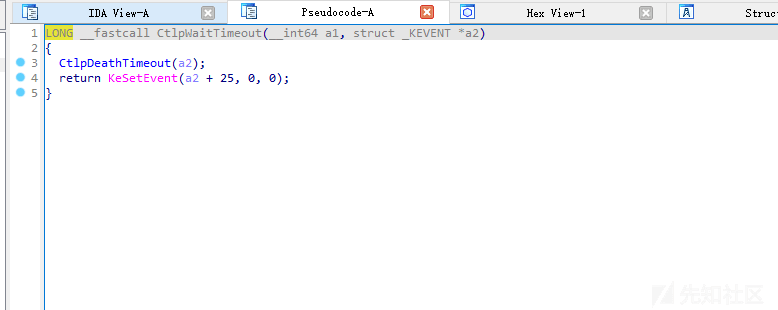 IDA View-A Pseudocode-A Hex View-1 Struc
1 LONG __fastcall CtlpWaitTimeout(__int64 a1, struct _KEVENT *a2)
2 {
3 CtlpDeathTimeout(a2);
4 return KeSetEvent(a2 + 25, 0, 0);
5 }
先知社区